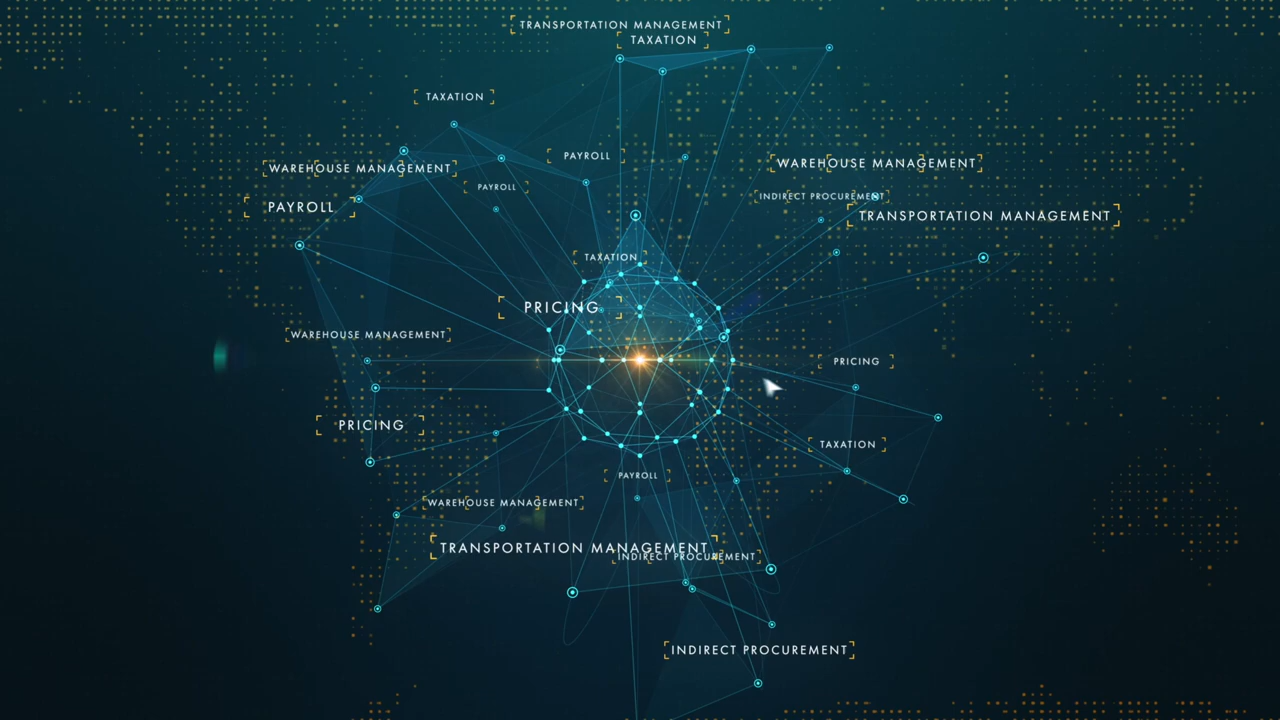 TRANSPORTATION MANAGEMENT
TAXATION
TAXATION
PAYROLL
WAREHOUSE MANAGEMENT
WAREHOUSE MANAGEMENT
PAYROLL
INDIRECT PROCUREMENT
PAYROLL
TRANSPORTATION MANAGEMENT
TAXATION
PRICING
WAREHOUSE MANAGEMENT
PRICING
PRICING
TAXATION
PAYROLL
WAREHOUSE MANAGEMENT
TRANSPORTATION MANAGEMENT
INDIRECT PROCUREMENT
INDIRECT PROCUREMENT